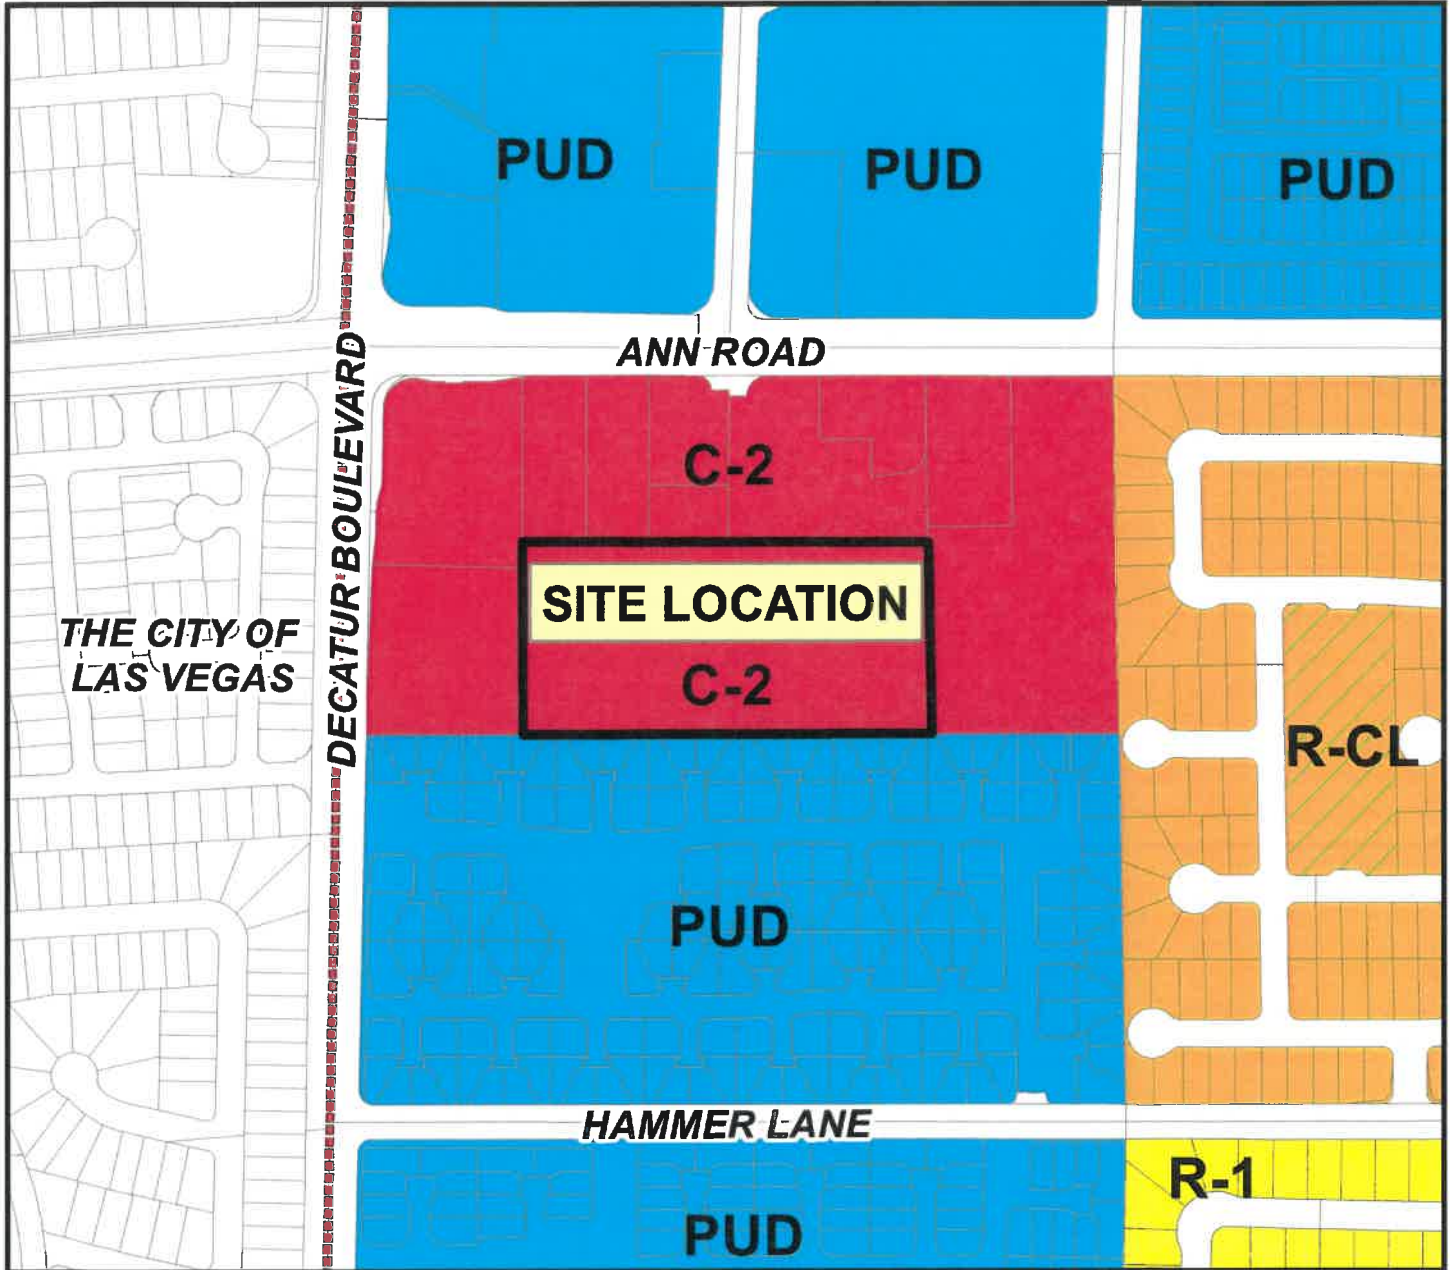 PUD
PUD
PUD
ANN ROAD
DECATUR BOULEVARD
C-2
SITE LOCATION
C-2
THE CITY OF
LAS VEGAS
R-CL
PUD
HAMMER LANE
R-1
PUD